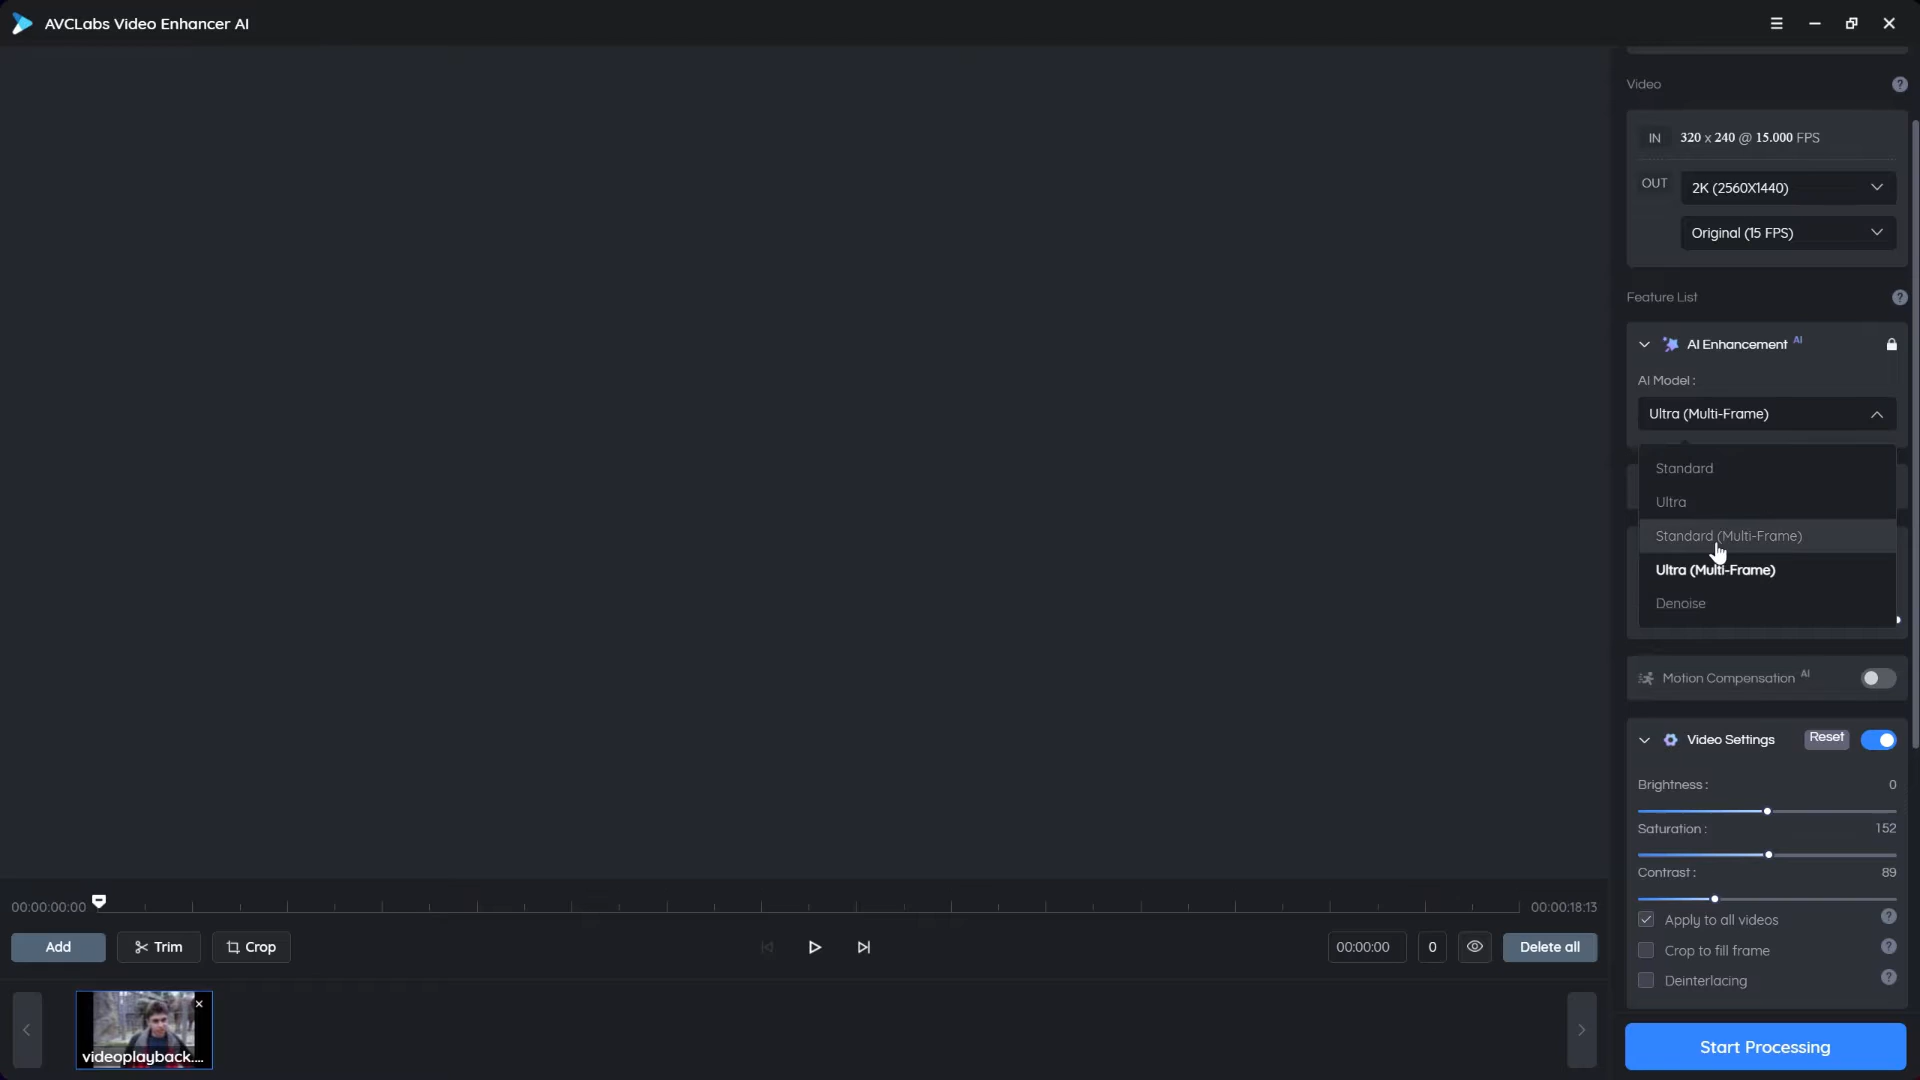 AVCLabs Video Enhancer AI
Video
IN 320 x 240 @ 15.000 FPS
OUT 2K (2560X1440)
Original (15 FPS)
Feature List
AI Enhancement AI
AI Model :
Ultra (Multi-Frame)
Standard
Ultra
Standard (Multi-Frame)
Ultra (Multi-Frame)
Denoise
Motion Compensation AI
Video Settings Reset
Brightness : 0
Saturation : 152
Contrast : 89
Apply to all videos
Crop to fill frame
Deinterlacing
Start Processing
00:00:00:00 00:00:18:13
Add Trim Crop 00:00:00 0 Delete all
videoplayback....